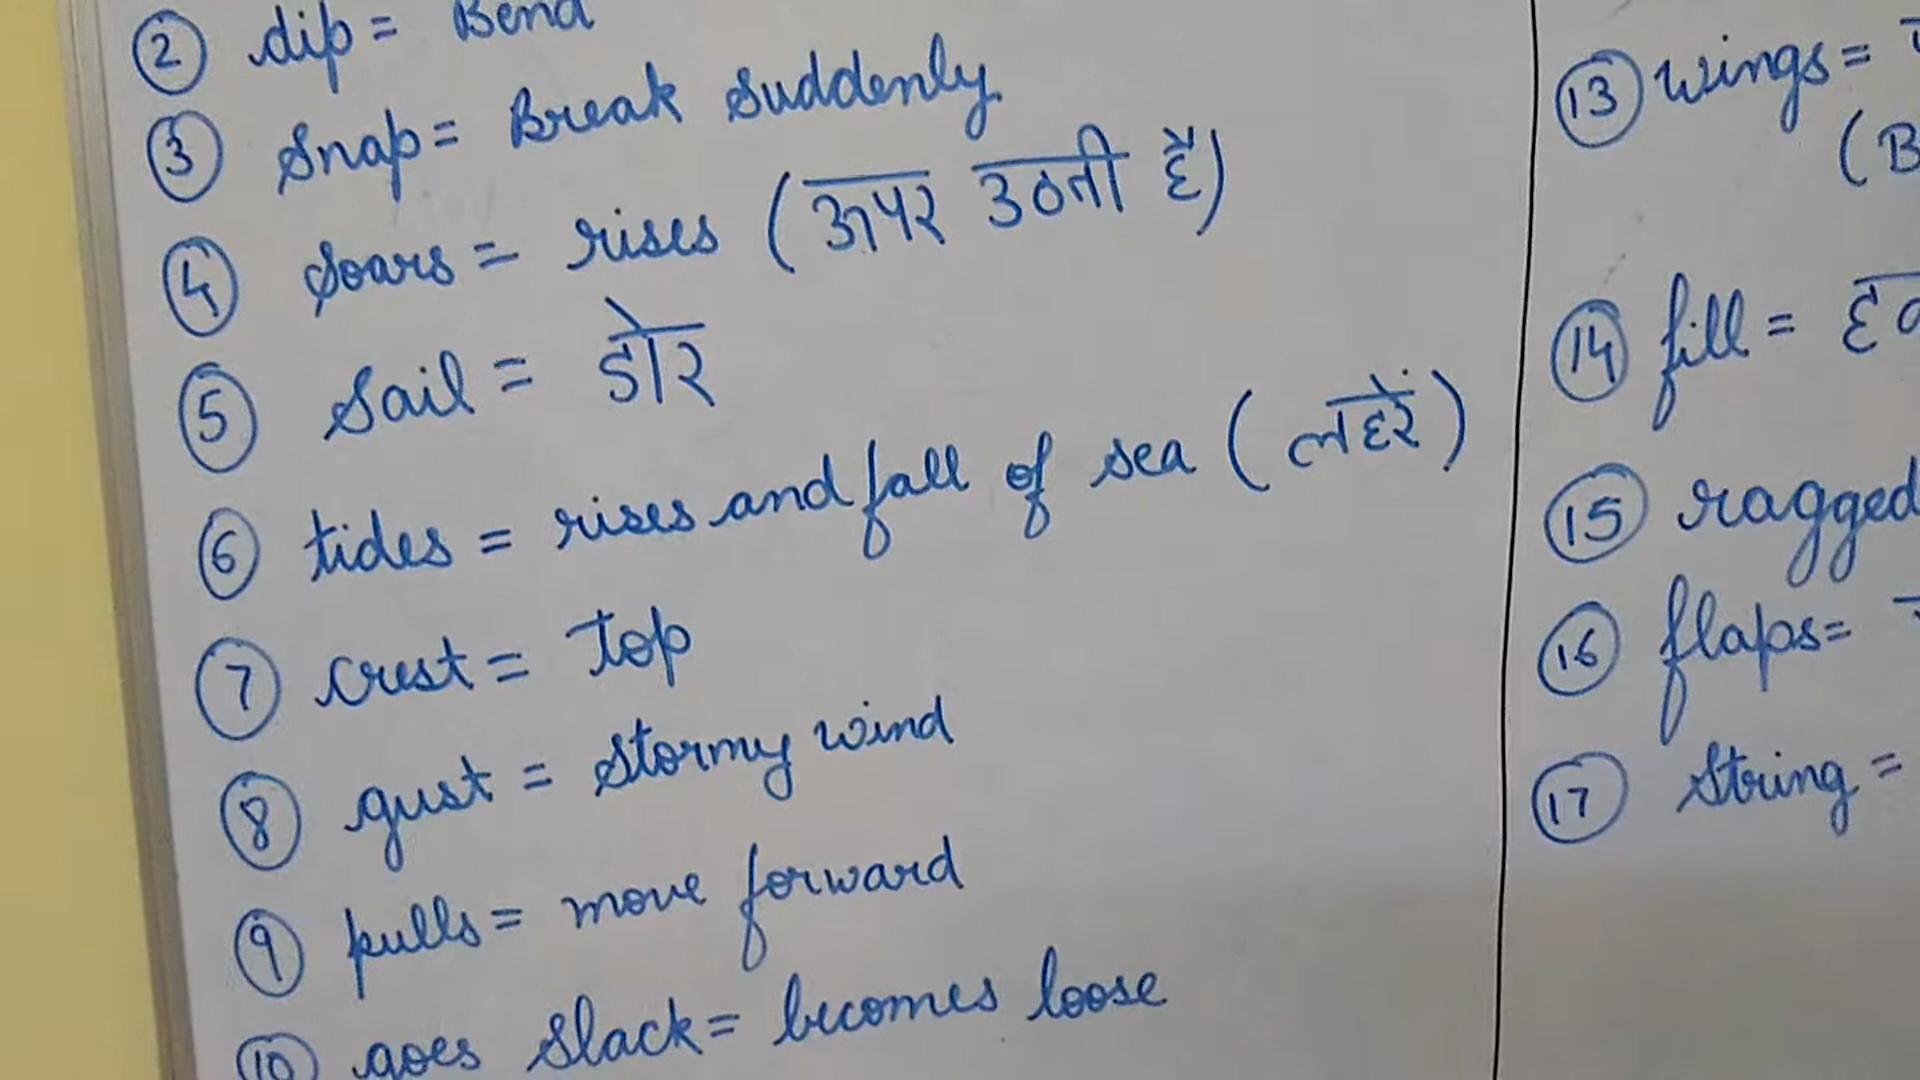 ② dip = Bend
③ snap = Break suddenly
④ soars = rises (ऊपर उठती है)
⑤ Sail = डोर
⑥ tides = rises and fall of sea (लहरें)
⑦ crest = Top
⑧ gust = stormy wind
⑨ pulls = move forward
⑩ goes slack = becomes loose
⑬ wings =
(B
⑭ fill =
⑮ ragged
⑯ flaps =
⑰ string =